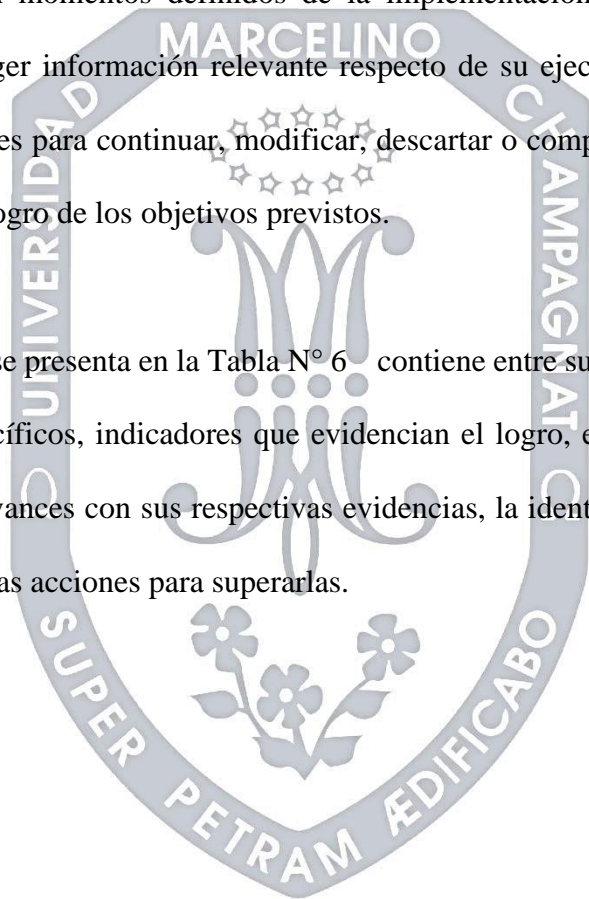 momentos definidos de la implementación
ger información relevante respecto de su ejec
es para continuar, modificar, descartar o comp
ogro de los objetivos previstos.
se presenta en la Tabla N° 6 contiene entre su
cíficos, indicadores que evidencian el logro, e
vances con sus respectivas evidencias, la ident
as acciones para superarlas.
UNIVERSIDAD
MARCELINO
CHAMPAGNAT
SUPER PETRAM ÆDIFICABO